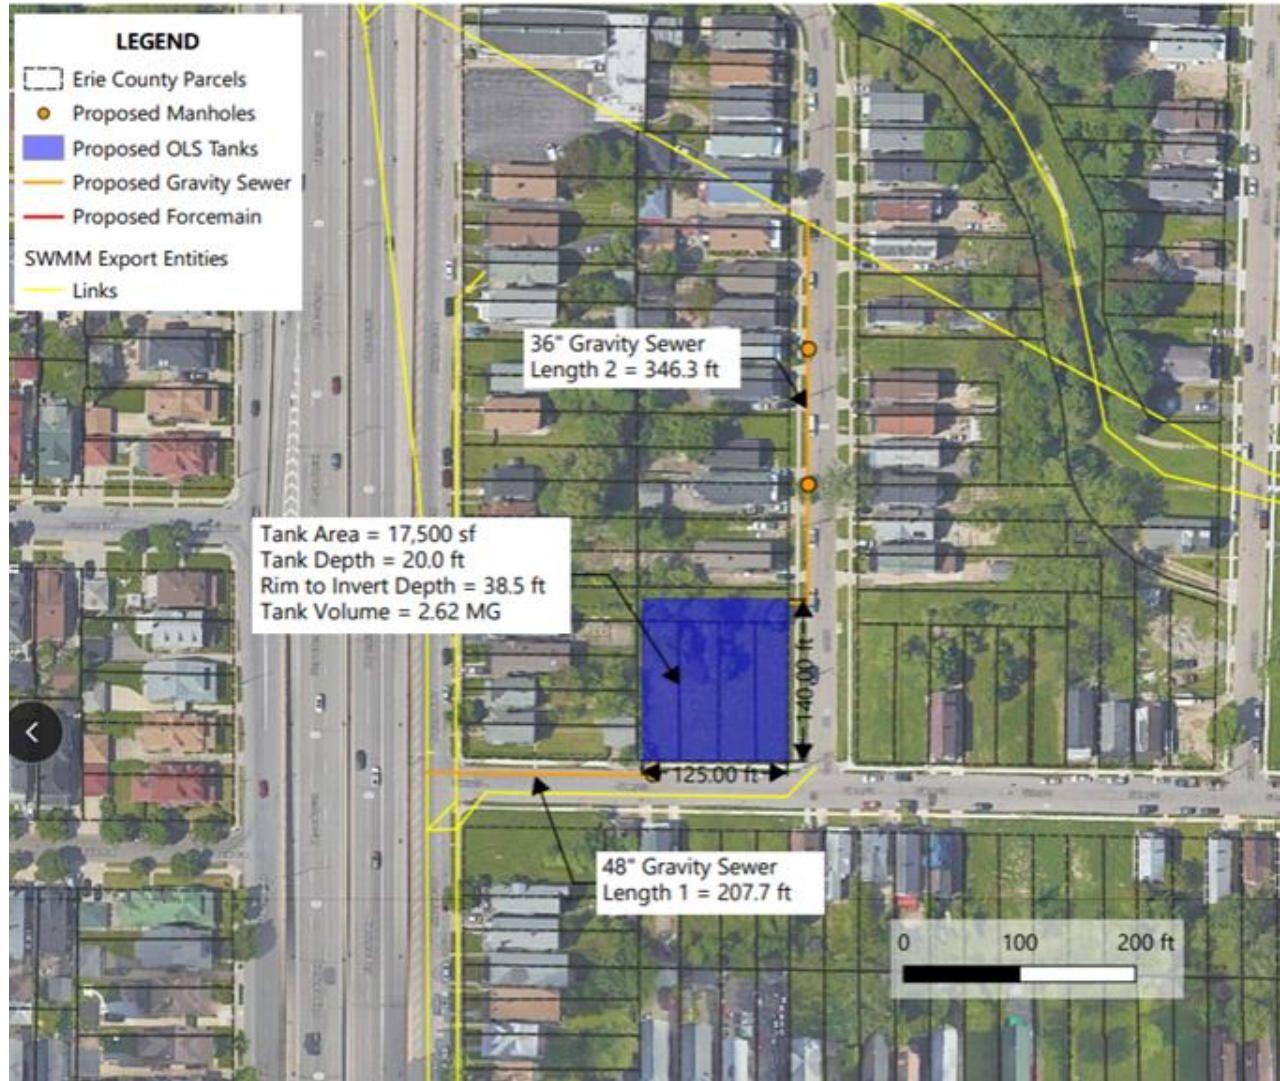 LEGEND
Erie County Parcels
Proposed Manholes
Proposed OLS Tanks
Proposed Gravity Sewer
Proposed Forcemain
SWMM Export Entities
Links
36" Gravity Sewer
Length 2 = 346.3 ft
Tank Area = 17,500 sf
Tank Depth = 20.0 ft
Rim to Invert Depth = 38.5 ft
Tank Volume = 2.62 MG
140.00 ft
125.00 ft
48" Gravity Sewer
Length 1 = 207.7 ft
0 100 200 ft